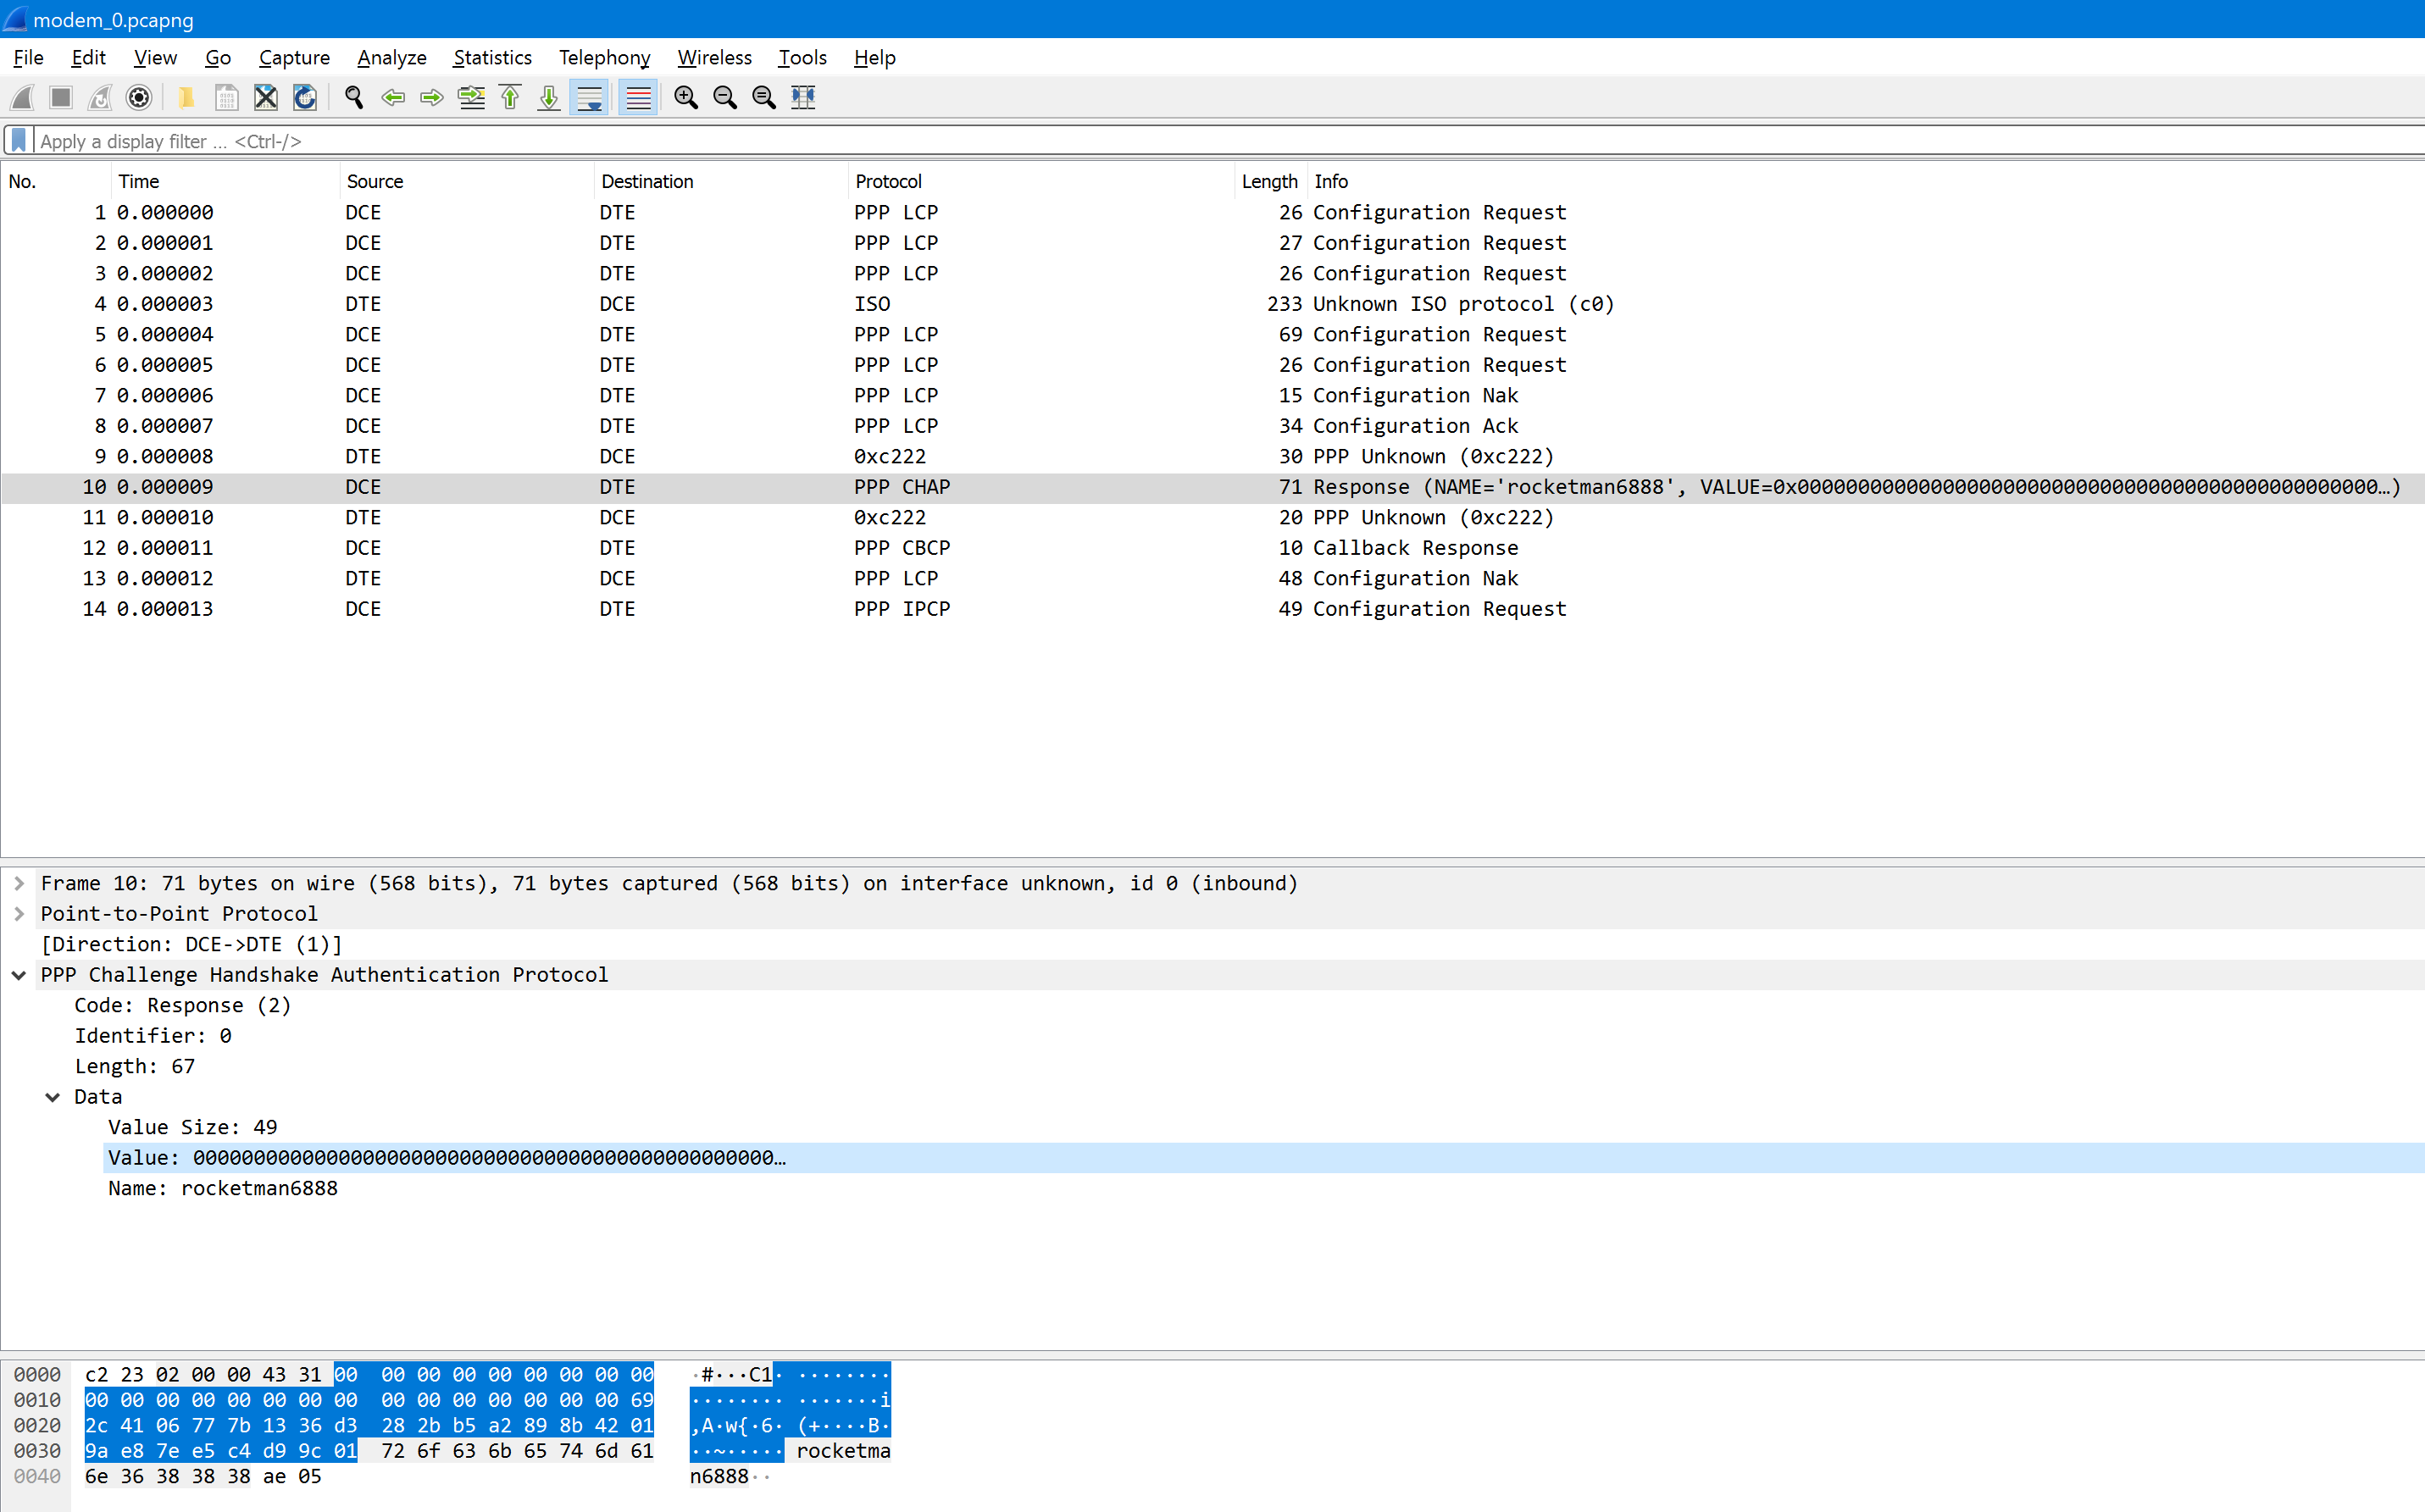 modem_0.pcapng
File Edit View Go Capture Analyze Statistics Telephony Wireless Tools Help
Apply a display filter ... <Ctrl-/>
No. Time Source Destination Protocol Length Info
1 0.000000 DCE DTE PPP LCP 26 Configuration Request
2 0.000001 DCE DTE PPP LCP 27 Configuration Request
3 0.000002 DCE DTE PPP LCP 26 Configuration Request
4 0.000003 DTE DCE ISO 233 Unknown ISO protocol (c0)
5 0.000004 DCE DTE PPP LCP 69 Configuration Request
6 0.000005 DCE DTE PPP LCP 26 Configuration Request
7 0.000006 DCE DTE PPP LCP 15 Configuration Nak
8 0.000007 DCE DTE PPP LCP 34 Configuration Ack
9 0.000008 DTE DCE 0xc222 30 PPP Unknown (0xc222)
10 0.000009 DCE DTE PPP CHAP 71 Response (NAME='rocketman6888', VALUE=0x000000000000000000000000000000000000000000000000…)
11 0.000010 DTE DCE 0xc222 20 PPP Unknown (0xc222)
12 0.000011 DCE DTE PPP CBCP 10 Callback Response
13 0.000012 DTE DCE PPP LCP 48 Configuration Nak
14 0.000013 DCE DTE PPP IPCP 49 Configuration Request
Frame 10: 71 bytes on wire (568 bits), 71 bytes captured (568 bits) on interface unknown, id 0 (inbound)
Point-to-Point Protocol
[Direction: DCE->DTE (1)]
PPP Challenge Handshake Authentication Protocol
Code: Response (2)
Identifier: 0
Length: 67
Data
Value Size: 49
Value: 000000000000000000000000000000000000000000000000…
Name: rocketman6888
0000 c2 23 02 00 00 43 31 00 00 00 00 00 00 00 00 00 ·#···C1· ········
0010 00 00 00 00 00 00 00 00 00 00 00 00 00 00 00 69 ········ ·······i
0020 2c 41 06 77 7b 13 36 d3 28 2b b5 a2 89 8b 42 01 ,A·w{·6· (+····B·
0030 9a e8 7e e5 c4 d9 9c 01 72 6f 63 6b 65 74 6d 61 ··~····· rocketma
0040 6e 36 38 38 38 ae 05 n6888··